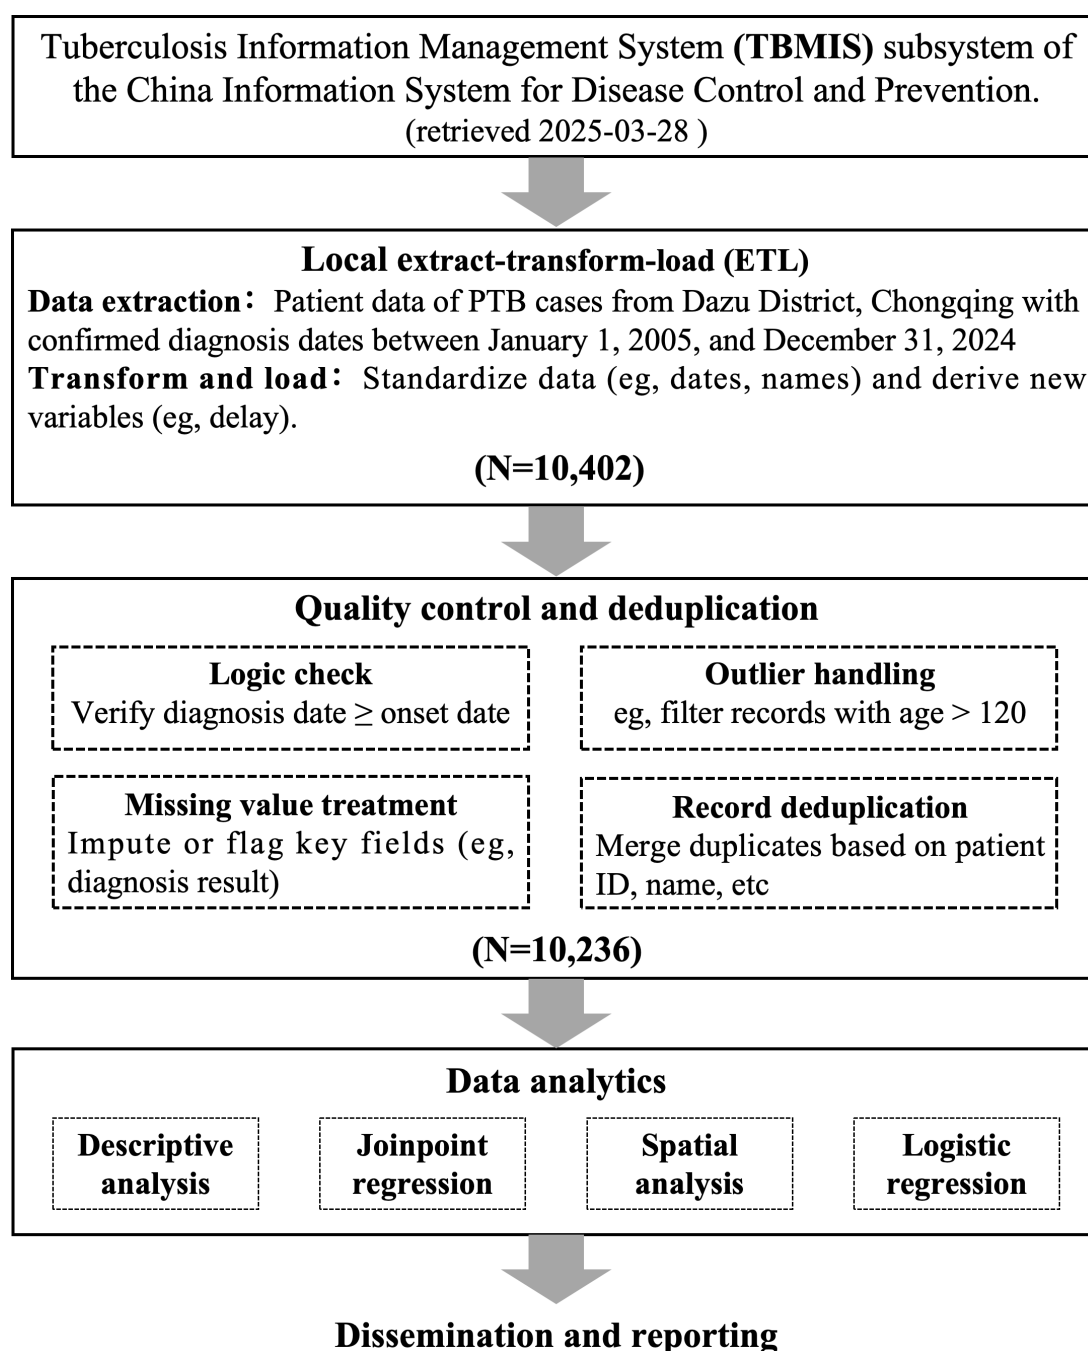 Tuberculosis Information Management System (TBMIS) subsystem of
the China Information System for Disease Control and Prevention.
(retrieved 2025-03-28 )
Local extract-transform-load (ETL)
Data extraction： Patient data of PTB cases from Dazu District, Chongqing with
confirmed diagnosis dates between January 1, 2005, and December 31, 2024
Transform and load： Standardize data (eg, dates, names) and derive new
variables (eg, delay).
(N=10,402)
Quality control and deduplication
Logic check
Verify diagnosis date ≥ onset date
Outlier handling
eg, filter records with age > 120
Missing value treatment
Impute or flag key fields (eg,
diagnosis result)
Record deduplication
Merge duplicates based on patient
ID, name, etc
(N=10,236)
Data analytics
Descriptive
analysis
Joinpoint
regression
Spatial
analysis
Logistic
regression
Dissemination and reporting